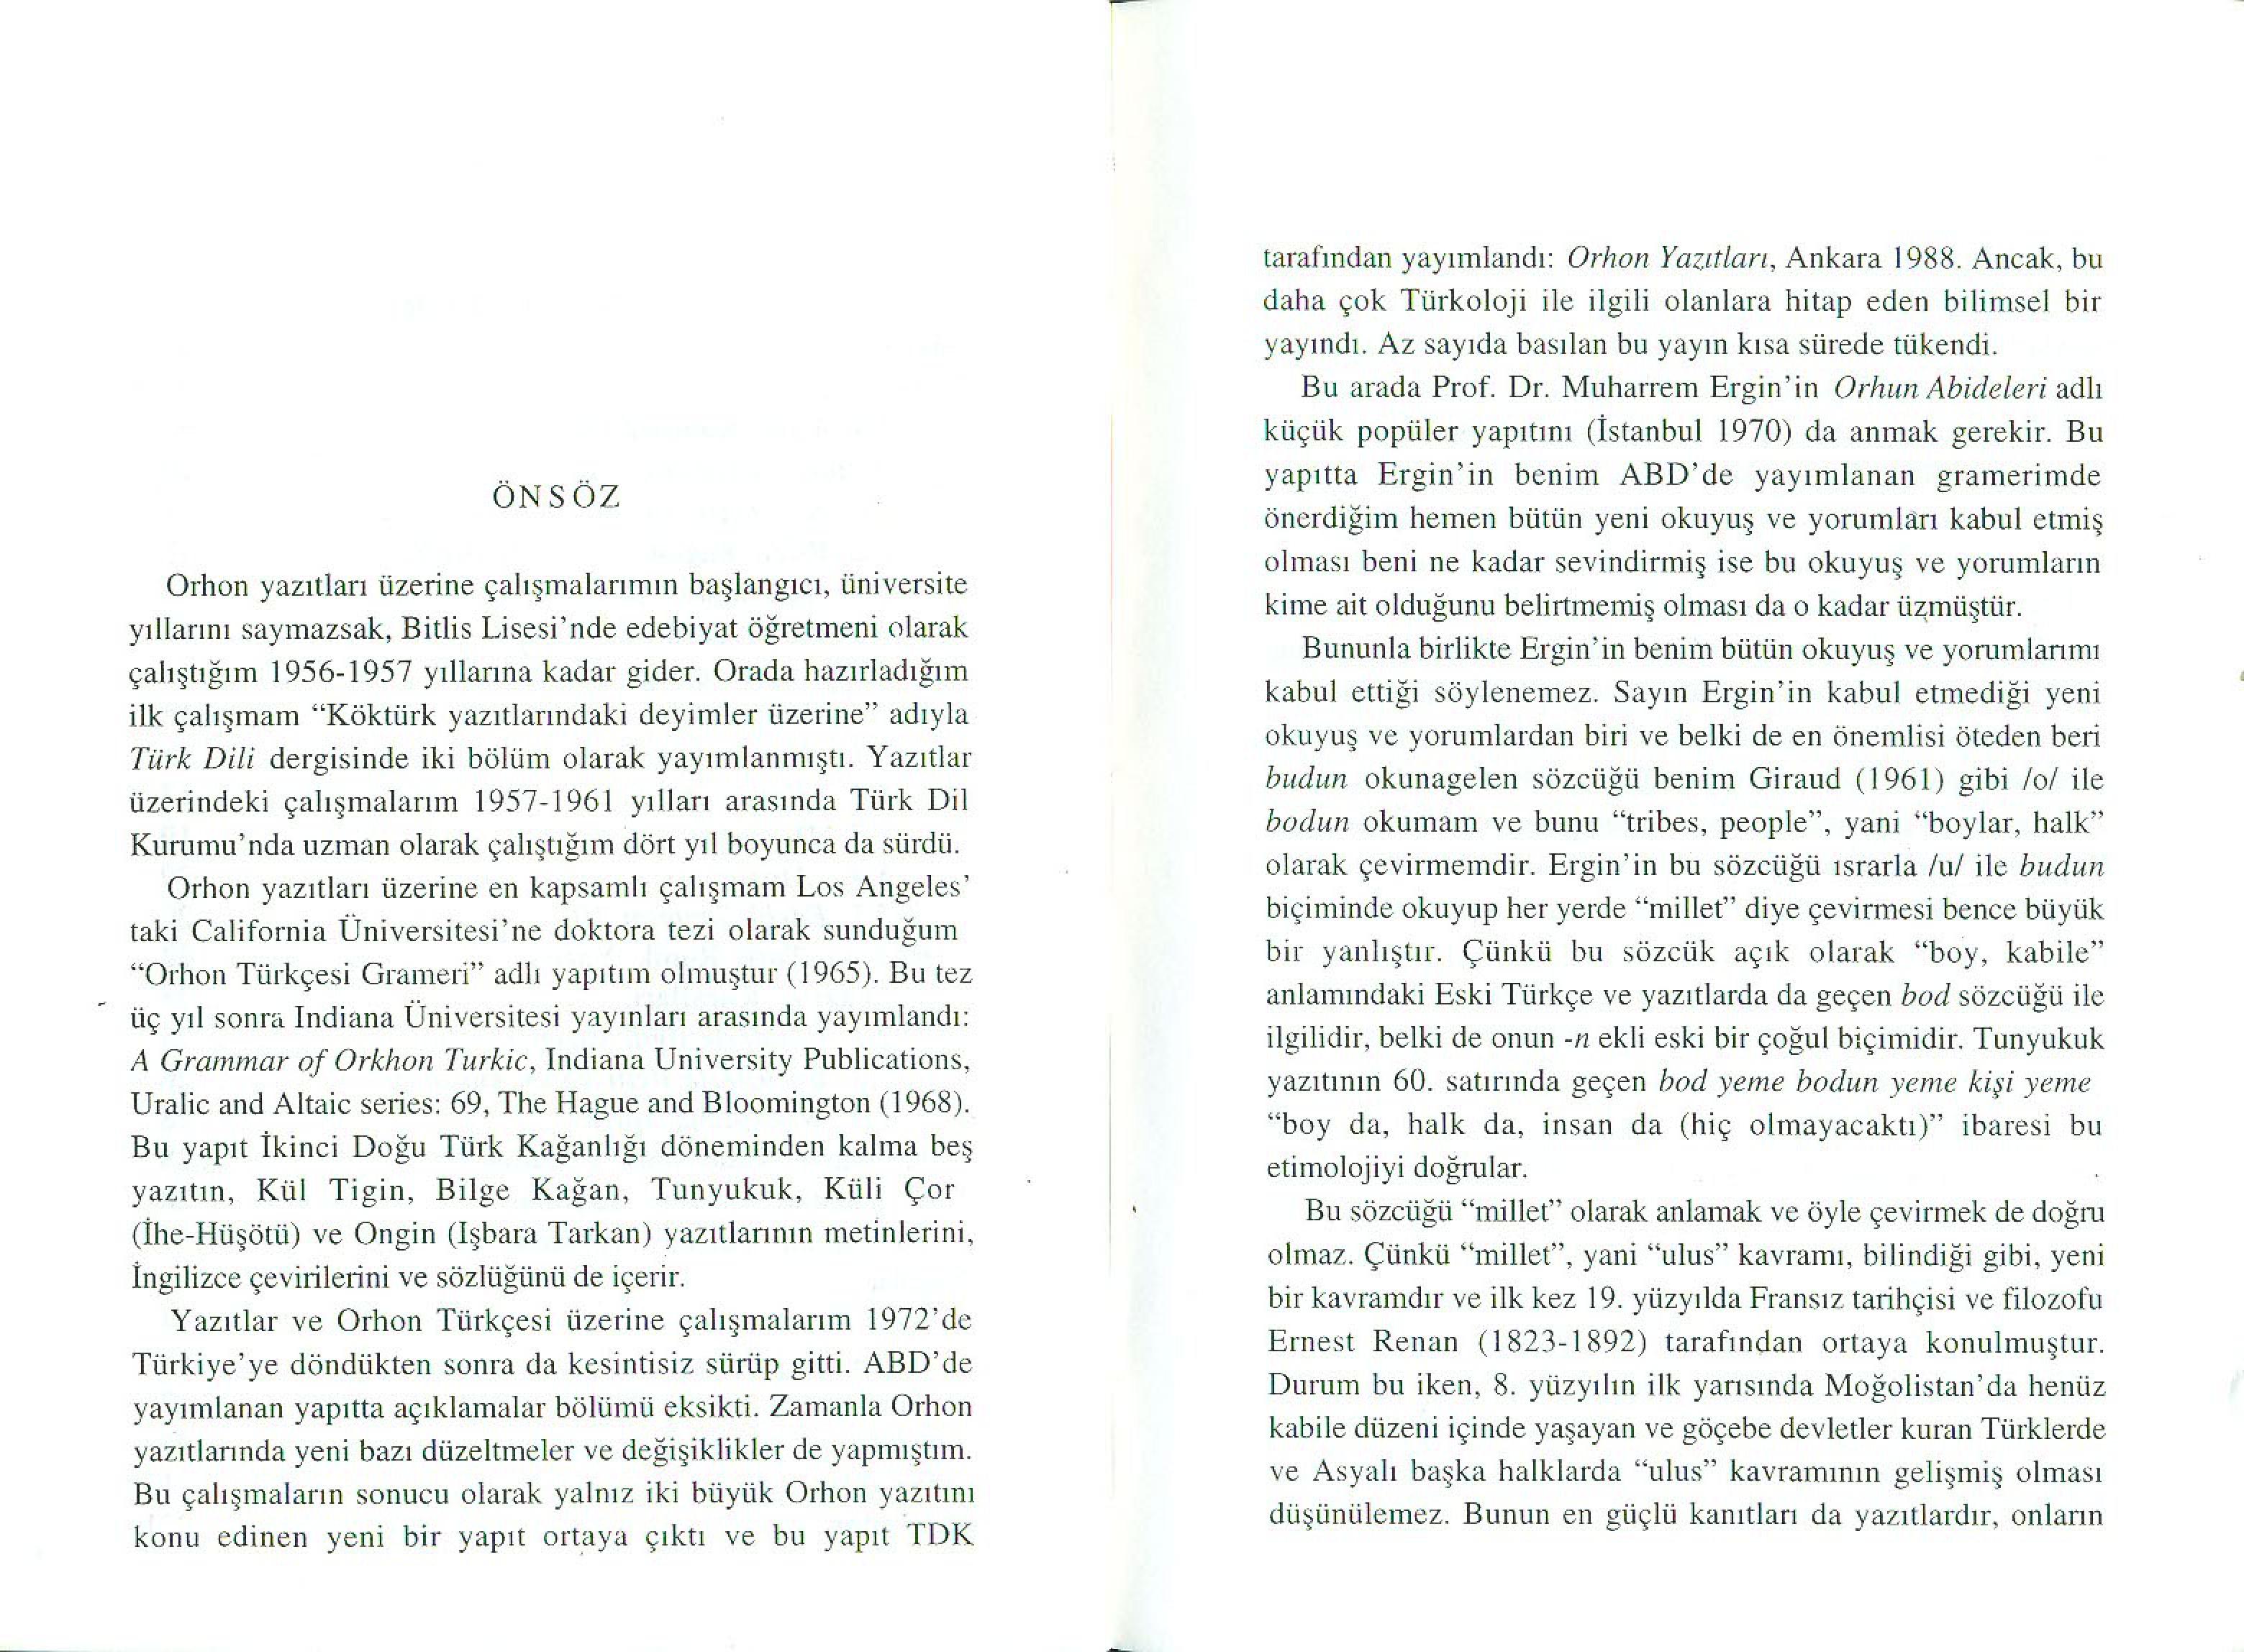 ÖNSÖZ
Orhon yazıtları üzerine çalışmalarımın başlangıcı, üniversite
yıllarını saymazsak, Bitlis Lisesi’nde edebiyat öğretmeni olarak
çalıştığım 1956-1957 yıllarına kadar gider. Orada hazırladığım
ilk çalışmam “Köktürk yazıtlarındaki deyimler üzerine” adıyla
Türk Dili dergisinde iki bölüm olarak yayımlanmıştı. Yazıtlar
üzerindeki çalışmalarım 1957-1961 yılları arasında Türk Dil
Kurumu’nda uzman olarak çalıştığım dört yıl boyunca da sürdü.
Orhon yazıtları üzerine en kapsamlı çalışmam Los Angeles’
taki California Üniversitesi’ne doktora tezi olarak sunduğum
“Orhon Türkçesi Grameri” adlı yapıtım olmuştur (1965). Bu tez
üç yıl sonra Indiana Üniversitesi yayınları arasında yayımlandı:
A Grammar of Orkhon Turkic, Indiana University Publications,
Uralic and Altaic series: 69, The Hague and Bloomington (1968).
Bu yapıt İkinci Doğu Türk Kağanlığı döneminden kalma beş
yazıtın, Kül Tigin, Bilge Kağan, Tunyukuk, Küli Çor
(İhe-Hüşötü) ve Ongin (Işbara Tarkan) yazıtlarının metinlerini,
İngilizce çevirilerini ve sözlüğünü de içerir.
Yazıtlar ve Orhon Türkçesi üzerine çalışmalarım 1972’de
Türkiye’ye döndükten sonra da kesintisiz sürüp gitti. ABD’de
yayımlanan yapıtta açıklamalar bölümü eksikti. Zamanla Orhon
yazıtlarında yeni bazı düzeltmeler ve değişiklikler de yapmıştım.
Bu çalışmaların sonucu olarak yalnız iki büyük Orhon yazıtını
konu edinen yeni bir yapıt ortaya çıktı ve bu yapıt TDK
tarafından yayımlandı: Orhon Yazıtları, Ankara 1988. Ancak, bu
daha çok Türkoloji ile ilgili olanlara hitap eden bilimsel bir
yayındı. Az sayıda basılan bu yayın kısa sürede tükendi.
Bu arada Prof. Dr. Muharrem Ergin’in Orhun Abideleri adlı
küçük popüler yapıtını (İstanbul 1970) da anmak gerekir. Bu
yapıtta Ergin’in benim ABD’de yayımlanan gramerimde
önerdiğim hemen bütün yeni okuyuş ve yorumları kabul etmiş
olması beni ne kadar sevindirmiş ise bu okuyuş ve yorumların
kime ait olduğunu belirtmemiş olması da o kadar üzmüştür.
Bununla birlikte Ergin’in benim bütün okuyuş ve yorumlarımı
kabul ettiği söylenemez. Sayın Ergin’in kabul etmediği yeni
okuyuş ve yorumlardan biri ve belki de en önemlisi öteden beri
budun okunagelen sözcüğü benim Giraud (1961) gibi /o/ ile
bodun okumam ve bunu “tribes, people”, yani “boylar, halk”
olarak çevirmemdir. Ergin’in bu sözcüğü ısrarla /u/ ile budun
biçiminde okuyup her yerde “millet” diye çevirmesi bence büyük
bir yanlıştır. Çünkü bu sözcük açık olarak “boy, kabile”
anlamındaki Eski Türkçe ve yazıtlarda da geçen bod sözcüğü ile
ilgilidir, belki de onun -n ekli eski bir çoğul biçimidir. Tunyukuk
yazıtının 60. satırında geçen bod yeme bodun yeme kişi yeme
“boy da, halk da, insan da (hiç olmayacaktı)” ibaresi bu
etimolojiyi doğrular.
Bu sözcüğü “millet” olarak anlamak ve öyle çevirmek de doğru
olmaz. Çünkü “millet”, yani “ulus” kavramı, bilindiği gibi, yeni
bir kavramdır ve ilk kez 19. yüzyılda Fransız tarihçisi ve filozofu
Ernest Renan (1823-1892) tarafından ortaya konulmuştur.
Durum bu iken, 8. yüzyılın ilk yarısında Moğolistan’da henüz
kabile düzeni içinde yaşayan ve göçebe devletler kuran Türklerde
ve Asyalı başka halklarda “ulus” kavramının gelişmiş olması
düşünülemez. Bunun en güçlü kanıtları da yazıtlardır, onların